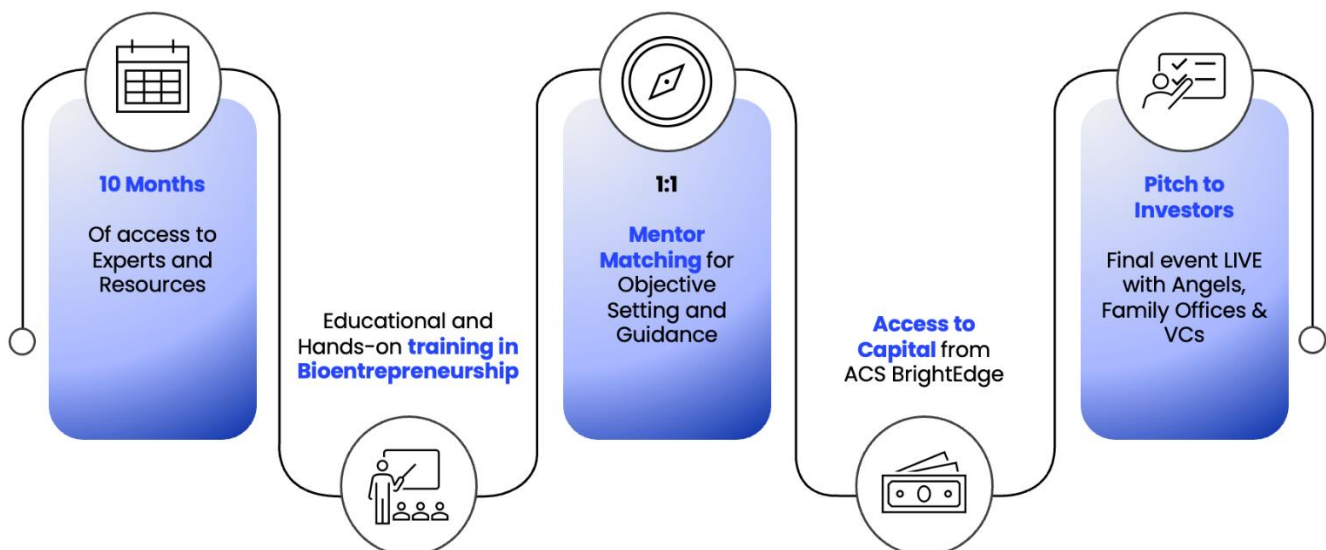 10 Months
Of access to
Experts and
Resources
Educational and
Hands-on training in
Bioentrepreneurship
1:1
Mentor
Matching for
Objective
Setting and
Guidance
Access to
Capital from
ACS BrightEdge
Pitch to
Investors
Final event LIVE
with Angels,
Family Offices &
VCs